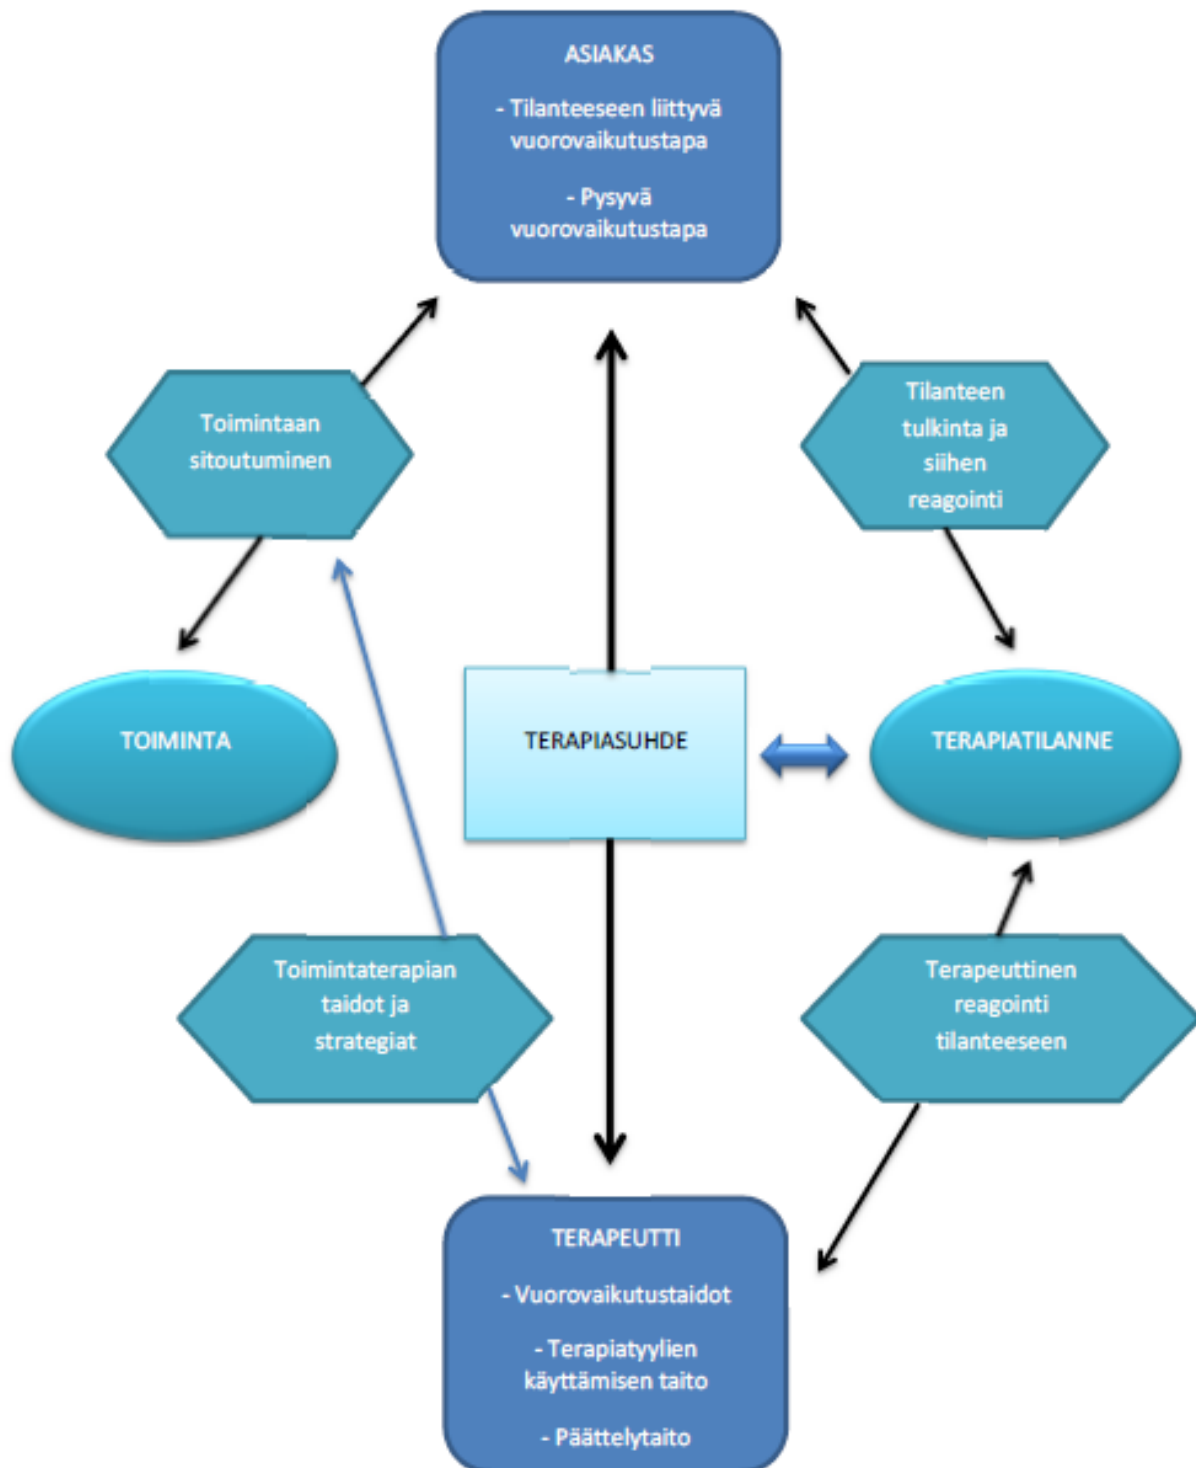 ASIAKAS
- Tilanteeseen liittyvä
vuorovaikutustapa
- Pysyvä
vuorovaikutustapa
Toimintaan
sitoutuminen
Tilanteen
tulkinta ja
siihen
reagointi
TOIMINTA
TERAPIASUHDE
TERAPIATILANNE
Toimintaterapian
taidot ja
strategiat
Terapeuttinen
reagointi
tilanteeseen
TERAPEUTTI
- Vuorovaikutustaidot
- Terapiatyylien
käyttämisen taito
- Päättelytaito